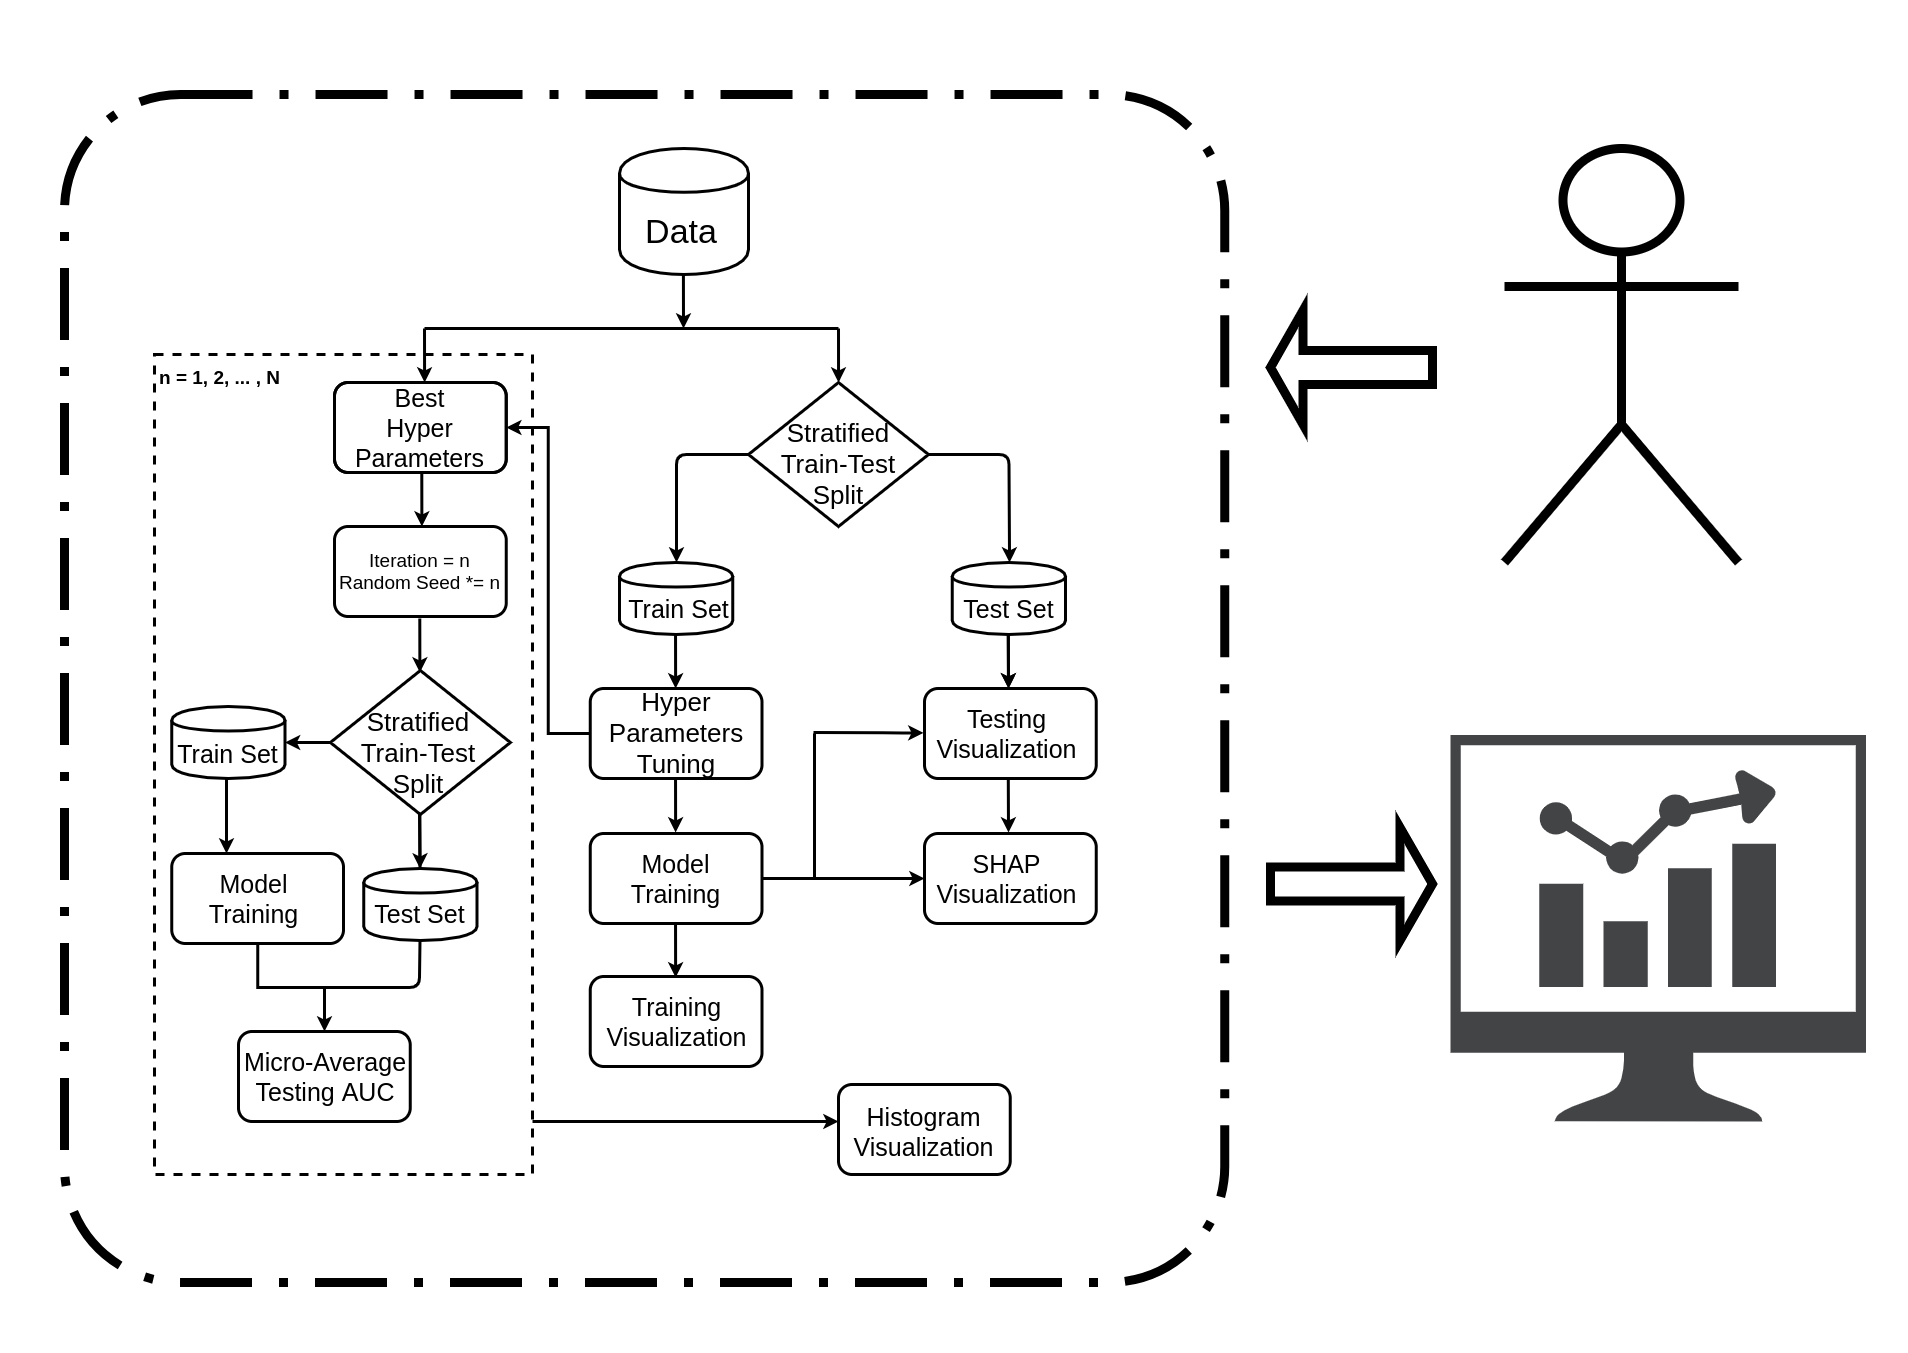 Data
n = 1, 2, ... , N
Best
Hyper
Parameters
Stratified
Train-Test
Split
Iteration = n
Random Seed *= n
Train Set
Test Set
Stratified
Train-Test
Split
Train Set
Hyper
Parameters
Tuning
Testing
Visualization
Model
Training
Test Set
Model
Training
SHAP
Visualization
Training
Visualization
Micro-Average
Testing AUC
Histogram
Visualization